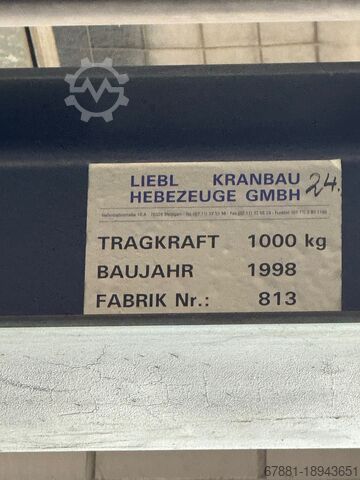 LIEBL KRANBAU
HEBEZEUGE GMBH 24.
TRAGKRAFT 1000 kg
BAUJAHR 1998
FABRIK Nr.: 813
67881-18943651